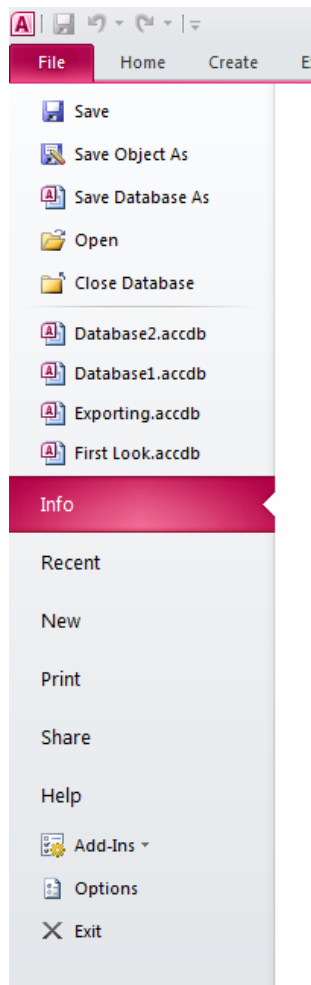 A
File Home Create E
Save
Save Object As
Save Database As
Open
Close Database
Database2.accdb
Database1.accdb
Exporting.accdb
First Look.accdb
Info
Recent
New
Print
Share
Help
Add-Ins
Options
Exit